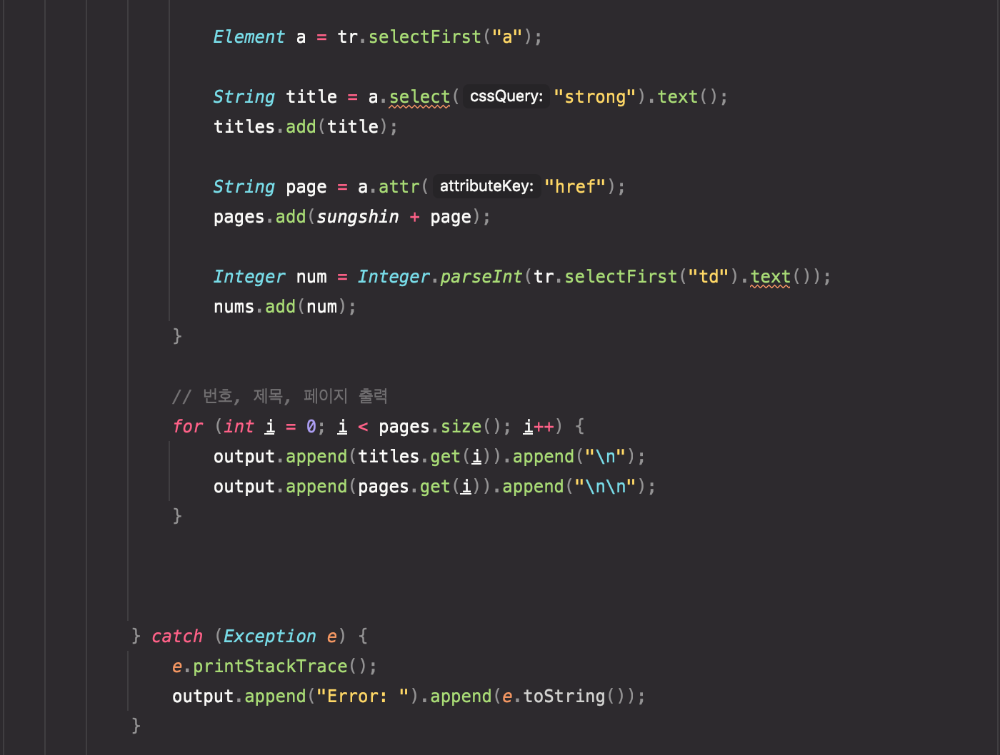 Element a = tr.selectFirst("a");
String title = a.select( cssQuery: "strong").text();
titles.add(title);
String page = a.attr( attributeKey: "href");
pages.add(sungshin + page);
Integer num = Integer.parseInt(tr.selectFirst("td").text());
nums.add(num);
}
// 번호, 제목, 페이지 출력
for (int i = 0; i < pages.size(); i++) {
output.append(titles.get(i)).append("\n");
output.append(pages.get(i)).append("\n\n");
}
} catch (Exception e) {
e.printStackTrace();
output.append("Error: ").append(e.toString());
}